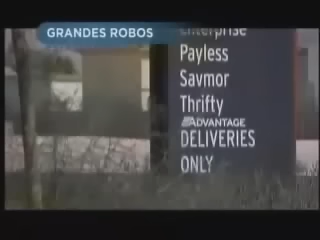 GRANDES ROBOS
Enterprise
Payless
Savmor
Thrifty
ADVANTAGE
DELIVERIES
ONLY